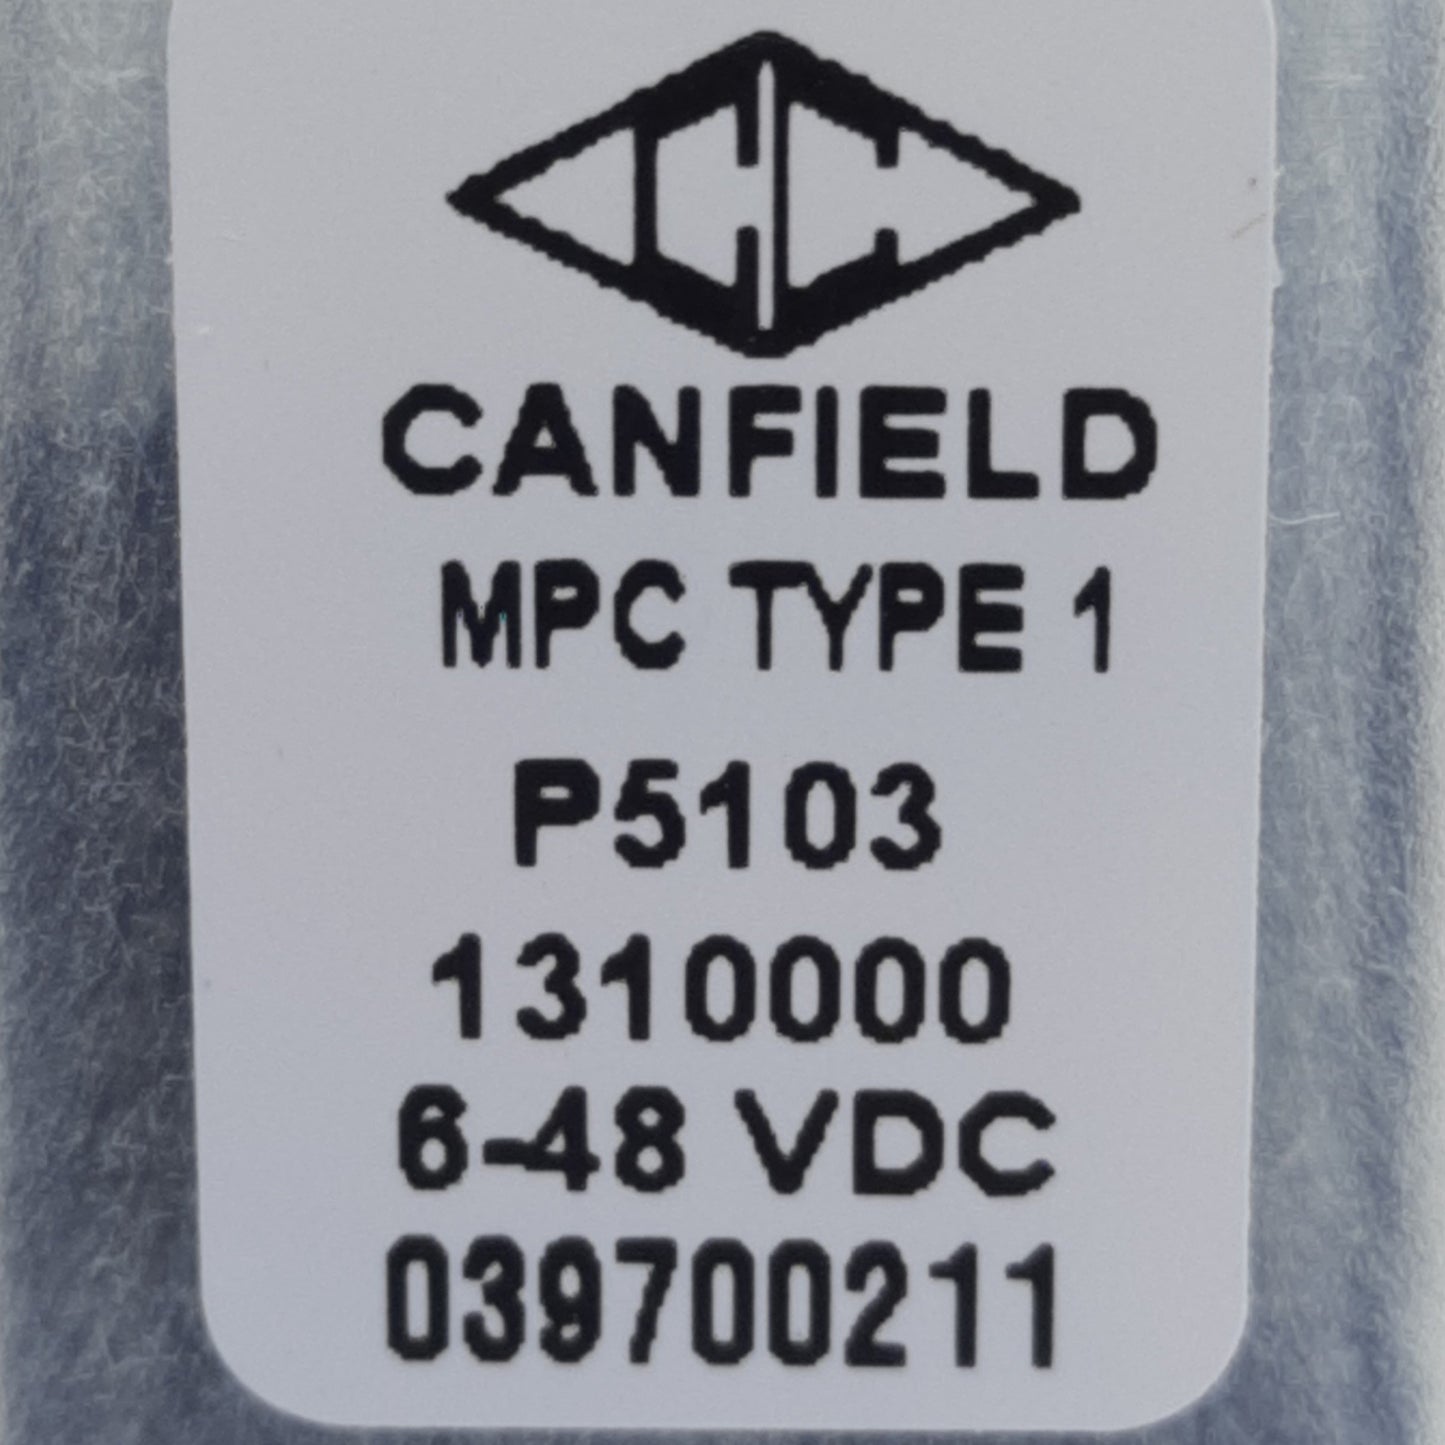 CANFIELD
MPC TYPE 1
P5103
1310000
6-48 VDC
039700211